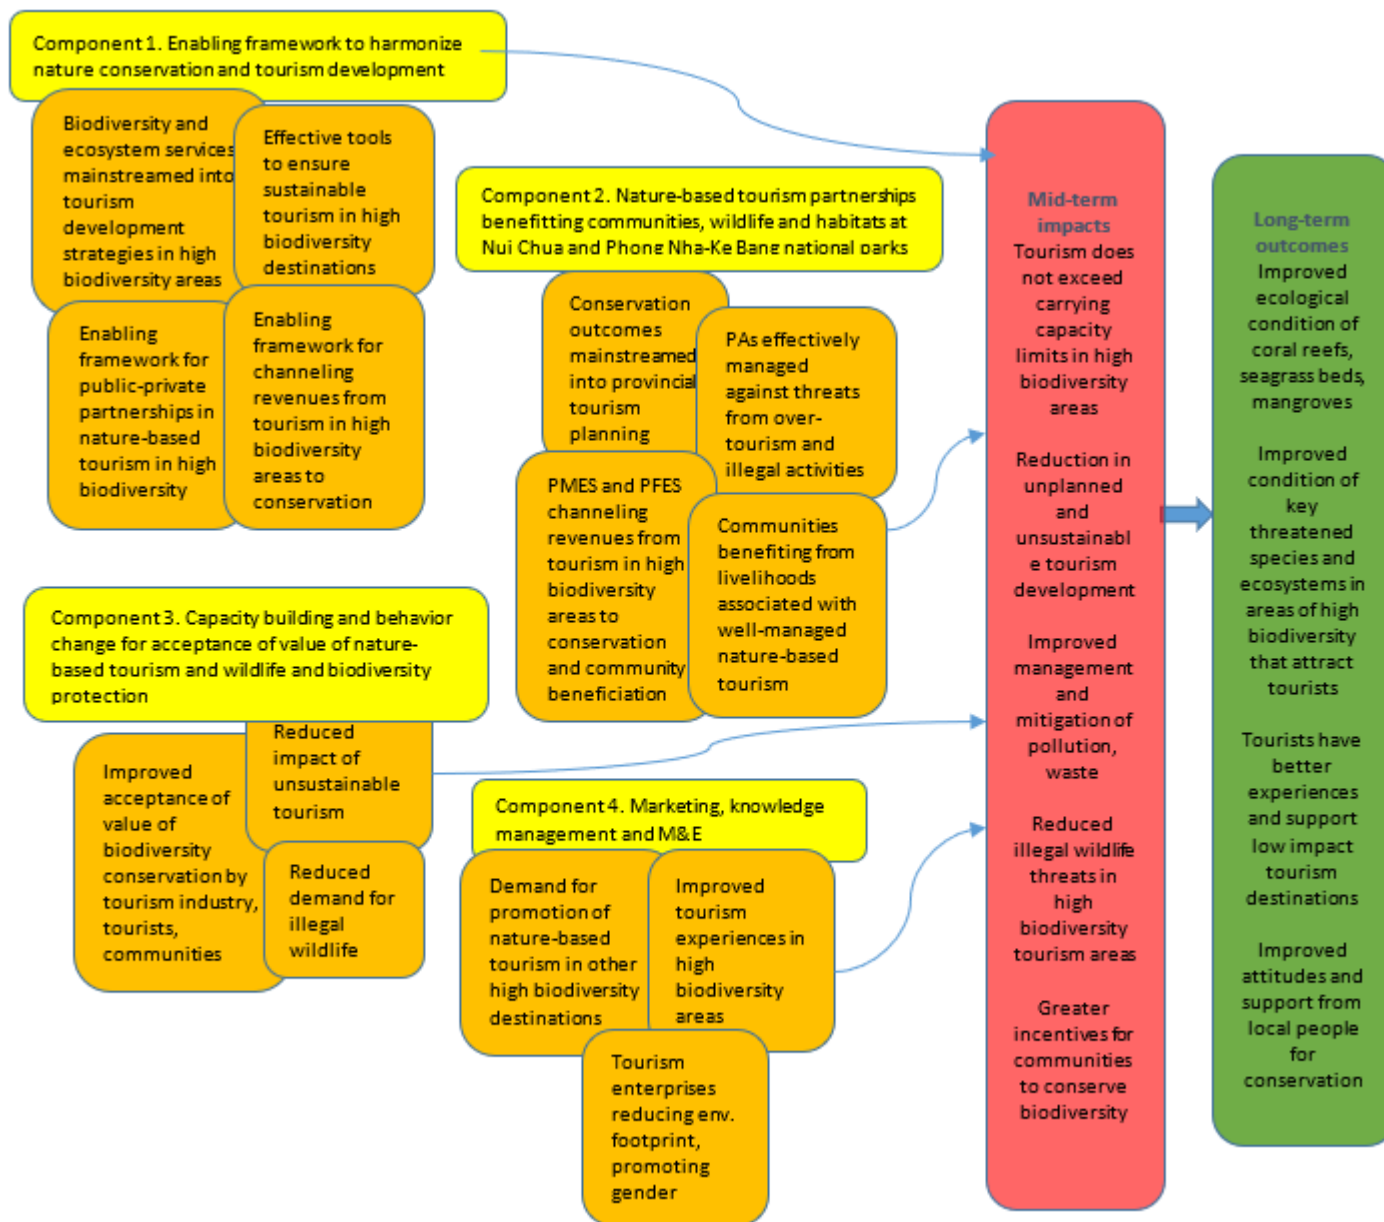 Component 1. Enabling framework to harmonize
nature conservation and tourism development
Biodiversity and
ecosystem services
mainstreamed into
tourism
development
strategies in high
biodiversity areas
Effective tools
to ensure
sustainable
tourism in high
biodiversity
destinations
Enabling
framework for
public-private
partnerships in
nature-based
tourism in high
biodiversity
Enabling
framework for
channeling
revenues from
tourism in high
biodiversity
areas to
conservation
Component 2. Nature-based tourism partnerships
benefitting communities, wildlife and habitats at
Nui Chua and Phong Nha-Ke Bang national parks
Conservation
outcomes
mainstreamed
into provincial
tourism
planning
PAs effectively
managed
against threats
from over-
tourism and
illegal activities
PMES and PFES
channeling
revenues from
tourism in high
biodiversity
areas to
conservation
and community
beneficiation
Communities
benefiting from
livelihoods
associated with
well-managed
nature-based
tourism
Component 3. Capacity building and behavior
change for acceptance of value of nature-
based tourism and wildlife and biodiversity
protection
Improved
acceptance of
value of
biodiversity
conservation by
tourism industry,
tourists,
communities
Reduced
impact of
unsustainable
tourism
Reduced
demand for
illegal
wildlife
Component 4. Marketing, knowledge
management and M&E
Demand for
promotion of
nature-based
tourism in other
high biodiversity
destinations
Improved
tourism
experiences in
high
biodiversity
areas
Tourism
enterprises
reducing env.
footprint,
promoting
gender
Mid-term
impacts
Tourism does
not exceed
carrying
capacity
limits in high
biodiversity
areas
Reduction in
unplanned
and
unsustainabl
e tourism
development
Improved
management
and
mitigation of
pollution,
waste
Reduced
illegal wildlife
threats in
high
biodiversity
tourism areas
Greater
incentives for
communities
to conserve
biodiversity
Long-term
outcomes
Improved
ecological
condition of
coral reefs,
seagrass beds,
mangroves
Improved
condition of
key
threatened
species and
ecosystems in
areas of high
biodiversity
that attract
tourists
Tourists have
better
experiences
and support
low impact
tourism
destinations
Improved
attitudes and
support from
local people
for
conservation